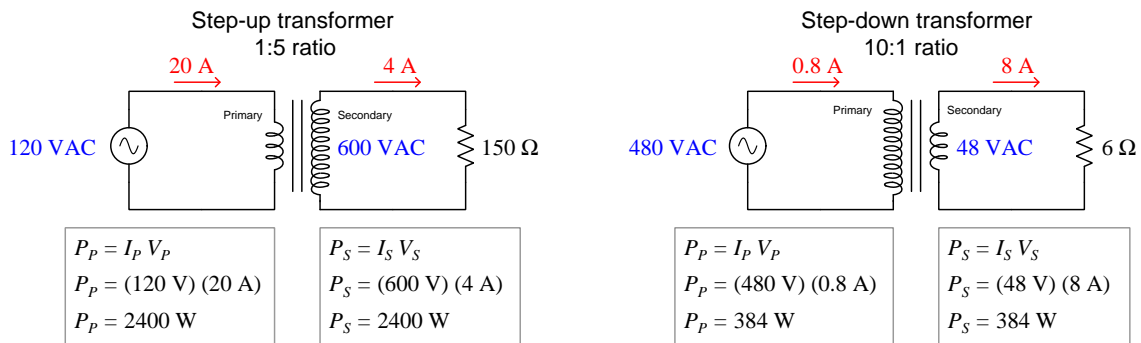 Step-up transformer
1:5 ratio
20 A
4 A
Primary
Secondary
120 VAC
600 VAC
150 Ω
P_P = I_P V_P
P_P = (120 V) (20 A)
P_P = 2400 W
P_S = I_S V_S
P_S = (600 V) (4 A)
P_S = 2400 W
Step-down transformer
10:1 ratio
0.8 A
8 A
Primary
Secondary
480 VAC
48 VAC
6 Ω
P_P = I_P V_P
P_P = (480 V) (0.8 A)
P_P = 384 W
P_S = I_S V_S
P_S = (48 V) (8 A)
P_S = 384 W